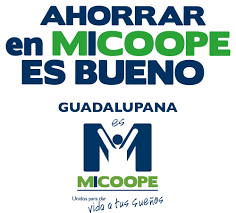 AHORRAR
en MICOOPE
ES BUENO
GUADALUPANA
es
MICOOPE
Unidos para dar
vida a tus sueños